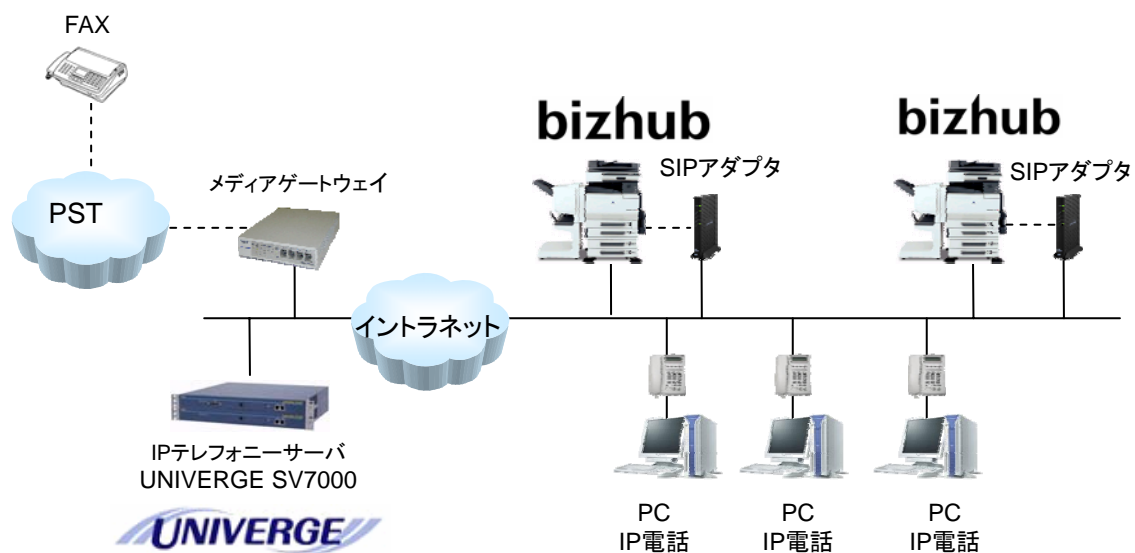 FAX
bizhub
bizhub
SIPアダプタ
SIPアダプタ
メディアゲートウェイ
PST
イントラネット
IPテレフォニーサーバ
UNIVERGE SV7000
UNIVERGE
PC
IP電話
PC
IP電話
PC
IP電話